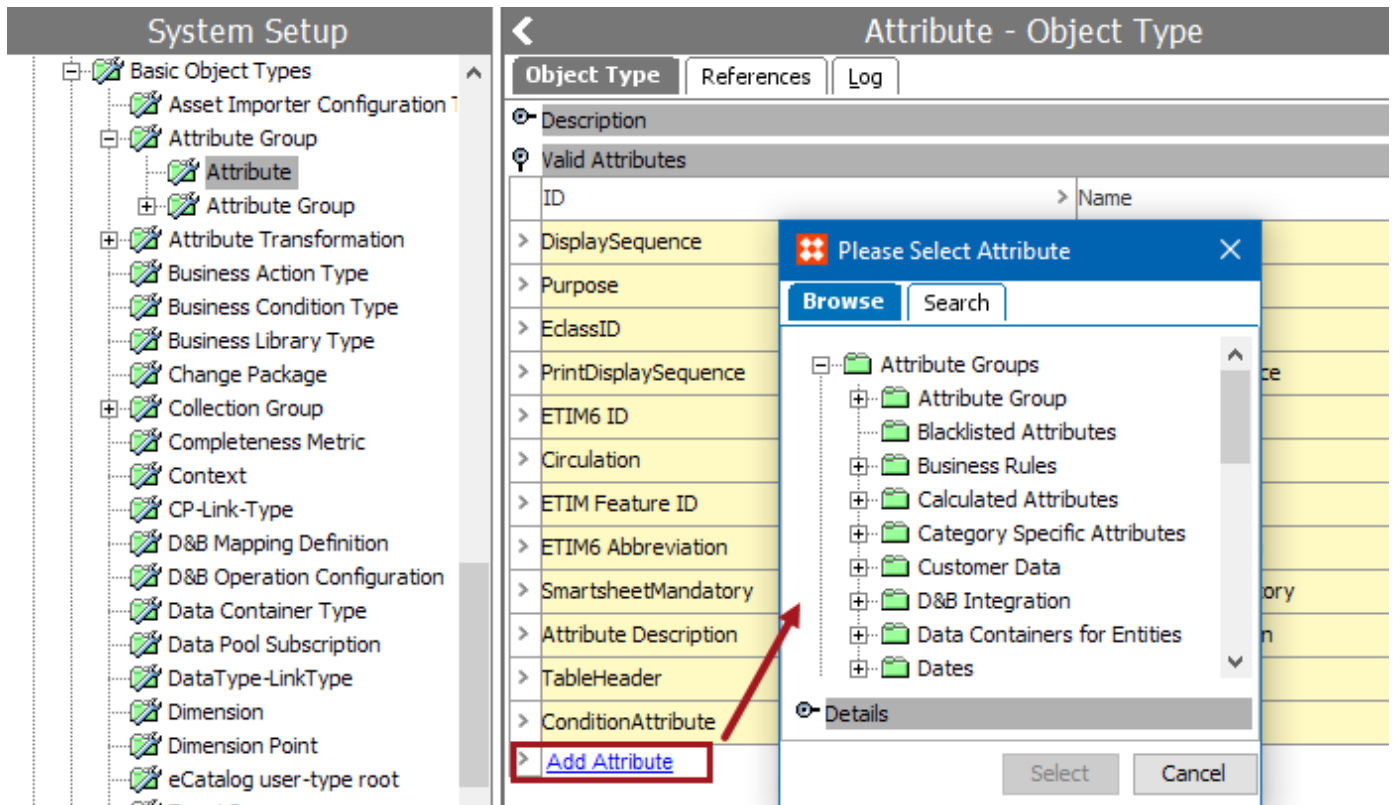 System Setup
Basic Object Types
Asset Importer Configuration
Attribute Group
Attribute
Attribute Group
Attribute Transformation
Business Action Type
Business Condition Type
Business Library Type
Change Package
Collection Group
Completeness Metric
Context
CP-Link-Type
D&B Mapping Definition
D&B Operation Configuration
Data Container Type
Data Pool Subscription
DataType-LinkType
Dimension
Dimension Point
eCatalog user-type root
Attribute - Object Type
Object Type References Log
Description
Valid Attributes
ID > Name
> DisplaySequence
> Purpose
> EclassID
> PrintDisplaySequence
> ETIM6 ID
> Circulation
> ETIM Feature ID
> ETIM6 Abbreviation
> SmartsheetMandatory
> Attribute Description
> TableHeader
> ConditionAttribute
> Add Attribute
Please Select Attribute
Browse Search
Attribute Groups
Attribute Group
Blacklisted Attributes
Business Rules
Calculated Attributes
Category Specific Attributes
Customer Data
D&B Integration
Data Containers for Entities
Dates
Details
Select Cancel